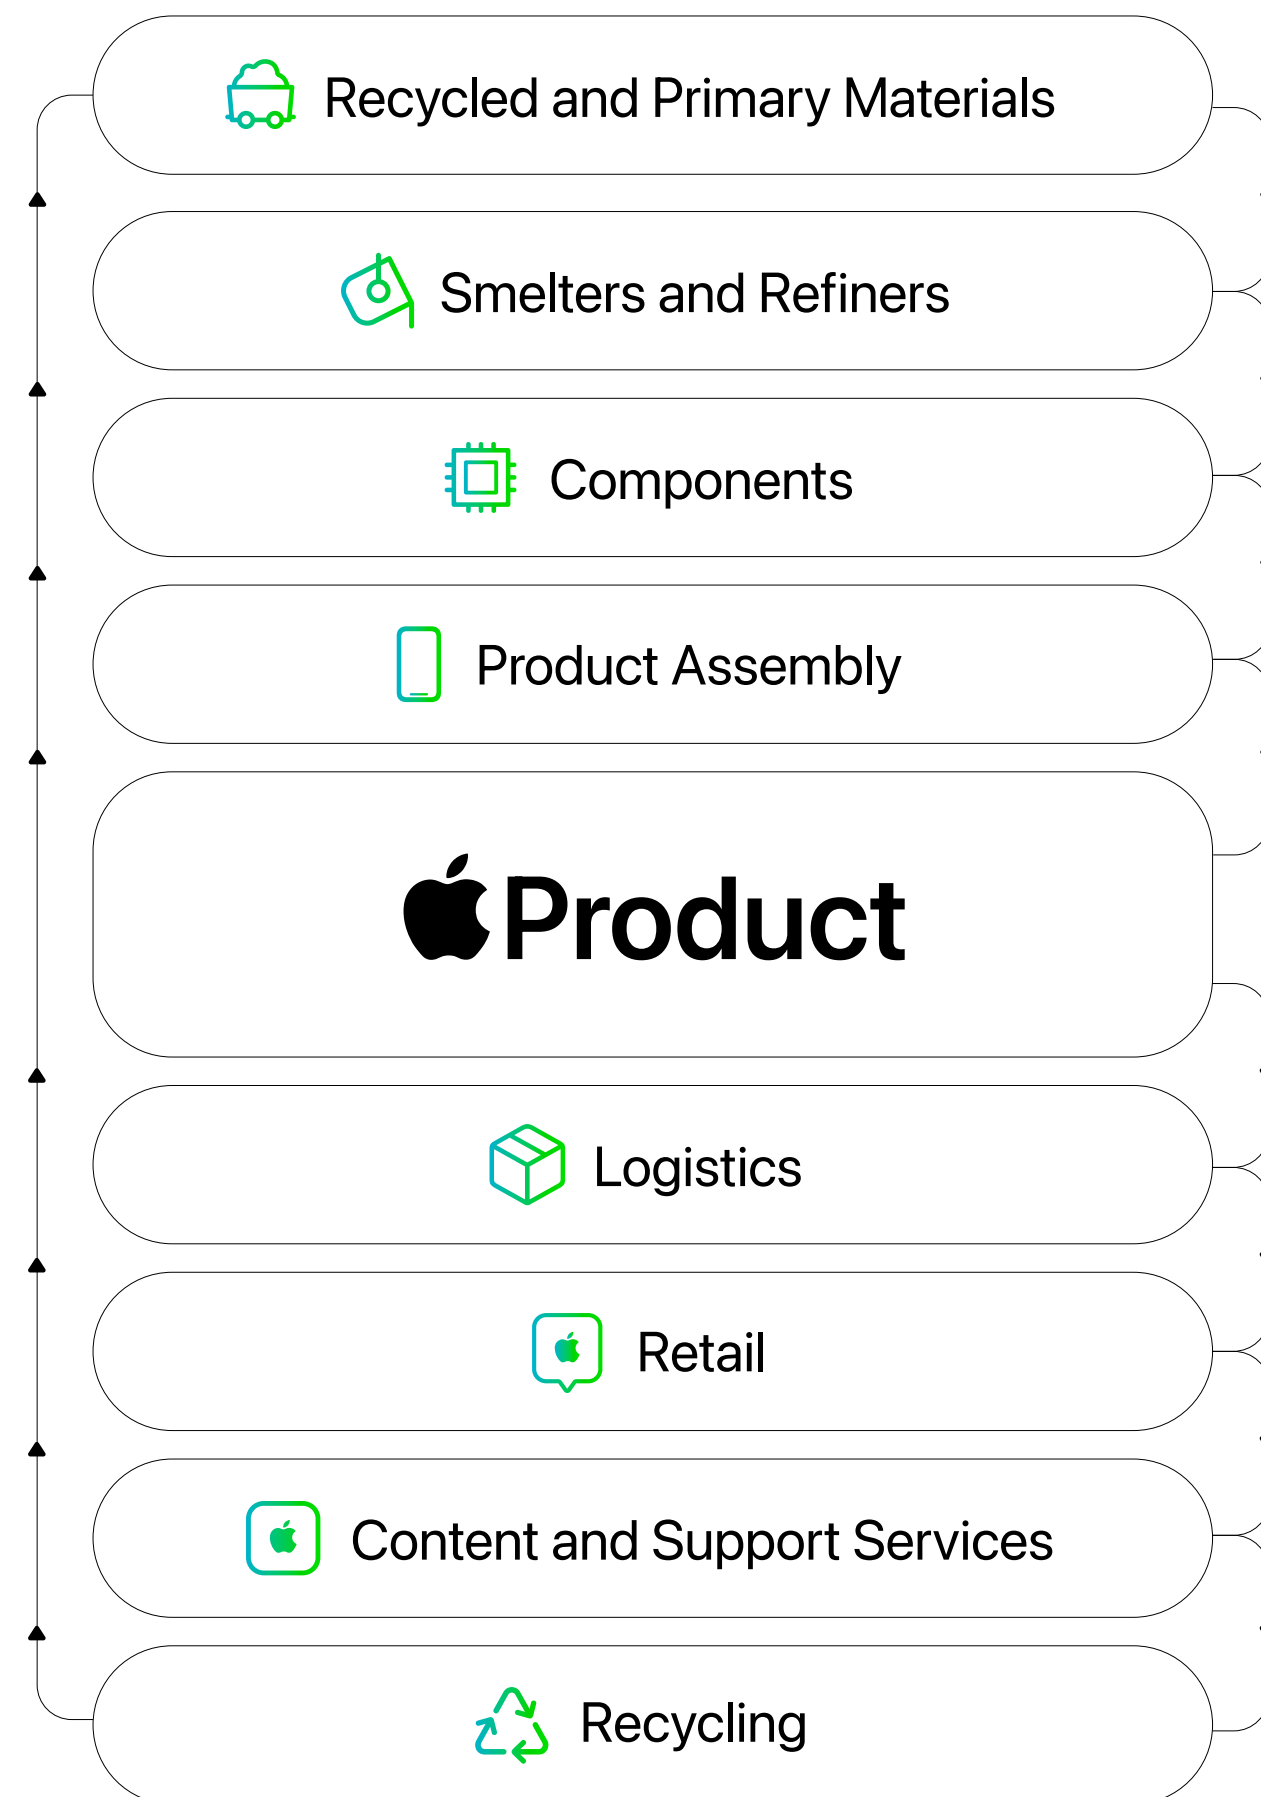 Recycled and Primary Materials
Smelters and Refiners
Components
Product Assembly
Product
Logistics
Retail
Content and Support Services
Recycling